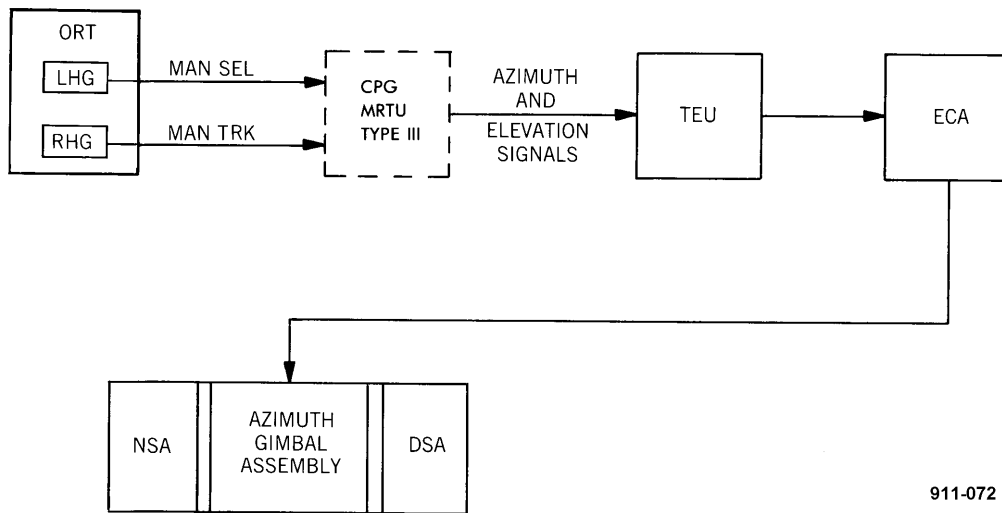 ORT
LHG
MAN SEL
RHG
MAN TRK
CPG
MRTU
TYPE III
AZIMUTH
AND
ELEVATION
SIGNALS
TEU
ECA
NSA
AZIMUTH
GIMBAL
ASSEMBLY
DSA
911-072